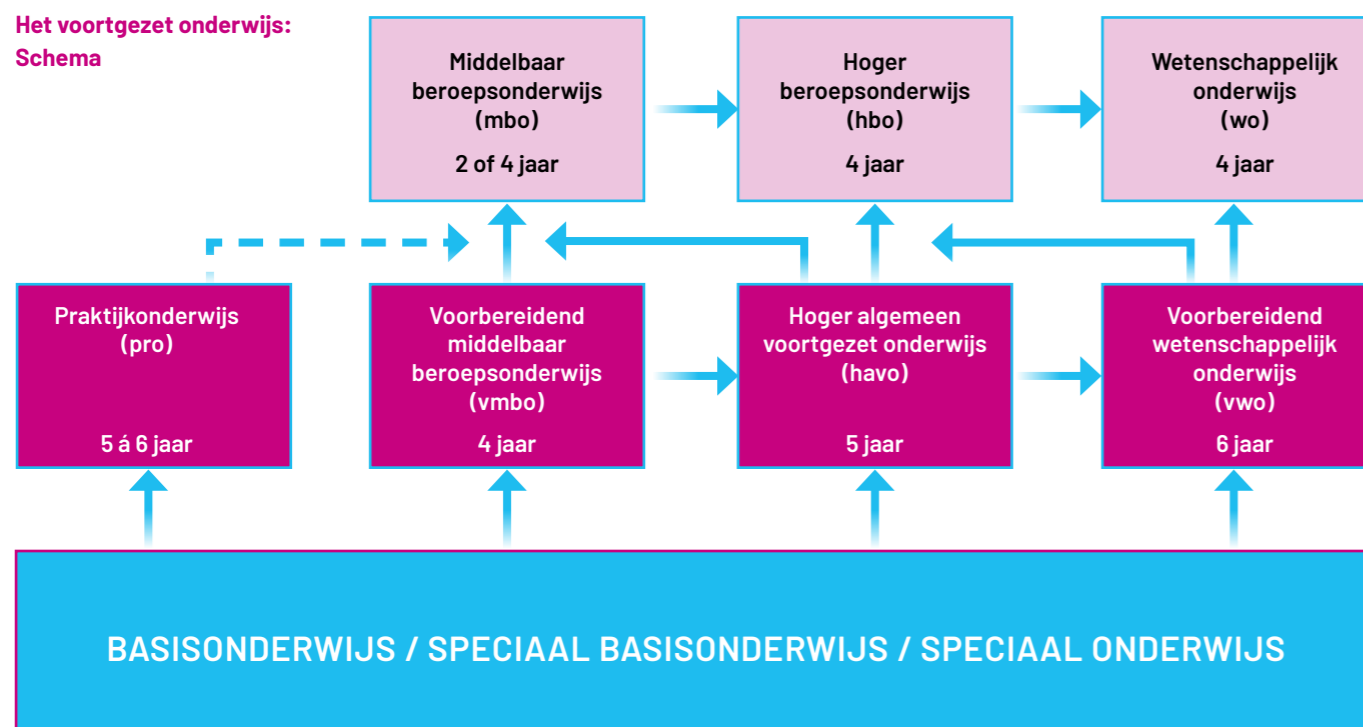 Het voortgezet onderwijs:
Schema
Middelbaar
beroepsonderwijs
(mbo)
2 of 4 jaar
Hoger
beroepsonderwijs
(hbo)
4 jaar
Wetenschappelijk
onderwijs
(wo)
4 jaar
Praktijkonderwijs
(pro)
5 á 6 jaar
Voorbereidend
middelbaar
beroepsonderwijs
(vmbo)
4 jaar
Hoger algemeen
voortgezet onderwijs
(havo)
5 jaar
Voorbereidend
wetenschappelijk
onderwijs
(vwo)
6 jaar
BASISONDERWIJS / SPECIAAL BASISONDERWIJS / SPECIAAL ONDERWIJS